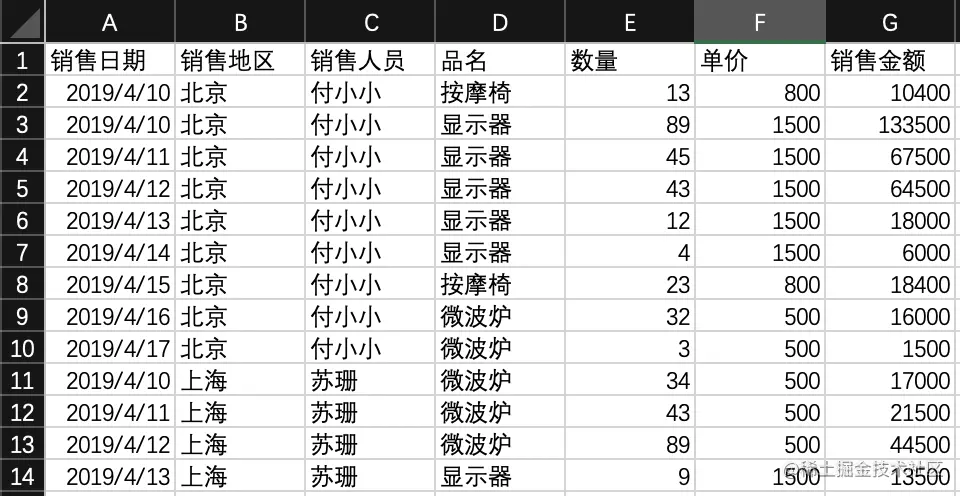 A B C D E F G
1 销售日期 销售地区 销售人员 品名 数量 单价 销售金额
2 2019/4/10 北京 付小小 按摩椅 13 800 10400
3 2019/4/10 北京 付小小 显示器 89 1500 133500
4 2019/4/11 北京 付小小 显示器 45 1500 67500
5 2019/4/12 北京 付小小 显示器 43 1500 64500
6 2019/4/13 北京 付小小 显示器 12 1500 18000
7 2019/4/14 北京 付小小 显示器 4 1500 6000
8 2019/4/15 北京 付小小 按摩椅 23 800 18400
9 2019/4/16 北京 付小小 微波炉 32 500 16000
10 2019/4/17 北京 付小小 微波炉 3 500 1500
11 2019/4/10 上海 苏珊 微波炉 34 500 17000
12 2019/4/11 上海 苏珊 微波炉 43 500 21500
13 2019/4/12 上海 苏珊 微波炉 89 500 44500
14 2019/4/13 上海 苏珊 显示器 9 1500 13500
@稀土掘金技术社区